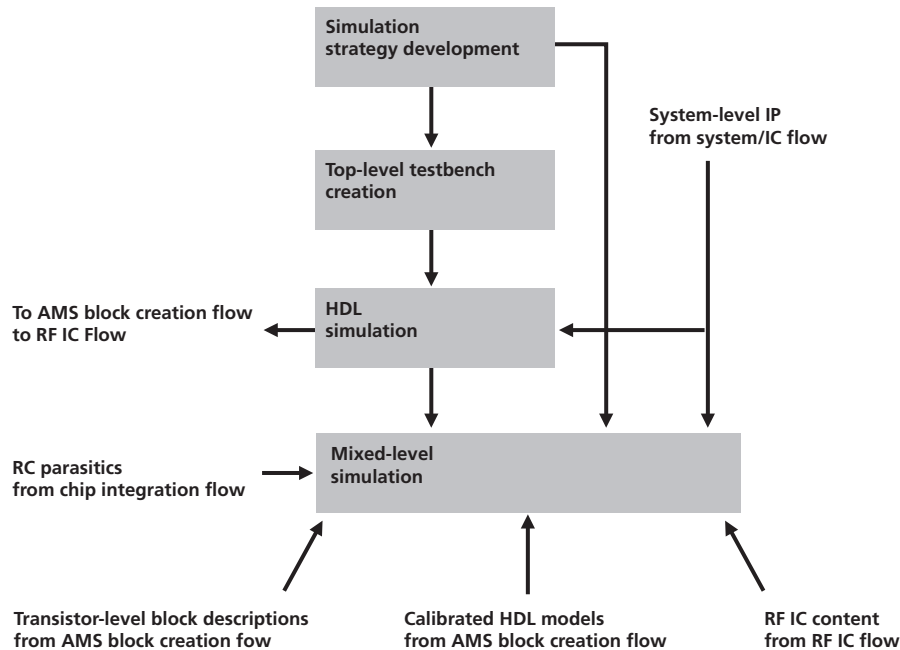 Simulation
strategy development
System-level IP
from system/IC flow
Top-level testbench
creation
HDL
simulation
To AMS block creation flow
to RF IC Flow
Mixed-level
simulation
RC parasitics
from chip integration flow
Transistor-level block descriptions
from AMS block creation fow
Calibrated HDL models
from AMS block creation flow
RF IC content
from RF IC flow